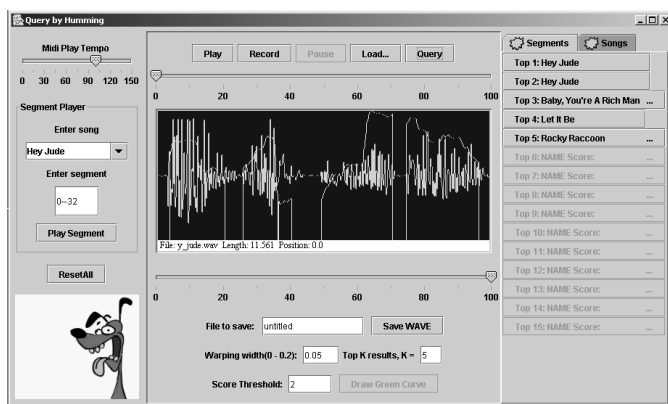 Query by Humming
Midi Play Tempo
0 30 60 90 120 150
Segment Player
Enter song
Hey Jude
Enter segment
0--32
Play Segment
ResetAll
Play Record Pause Load... Query
0 20 40 60 80 100
File: y_jude.wav Length: 11.561 Position: 0.0
0 20 40 60 80 100
File to save: untitled Save WAVE
Warping width(0 - 0.2): 0.05 Top K results, K = 5
Score Threshold: 2 Draw Green Curve
Segments Songs
Top 1: Hey Jude
Top 2: Hey Jude
Top 3: Baby, You're A Rich Man ...
Top 4: Let It Be
Top 5: Rocky Raccoon ...
Top 6: NAME Score: ...
Top 7: NAME Score: ...
Top 8: NAME Score: ...
Top 9: NAME Score: ...
Top 10: NAME Score: ...
Top 11: NAME Score: ...
Top 12: NAME Score: ...
Top 13: NAME Score: ...
Top 14: NAME Score: ...
Top 15: NAME Score: ...